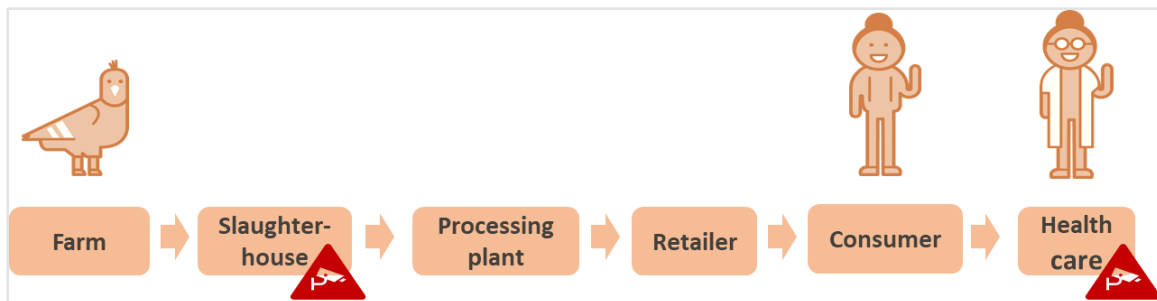 Farm
Slaughter-
house
Processing
plant
Retailer
Consumer
Health
care